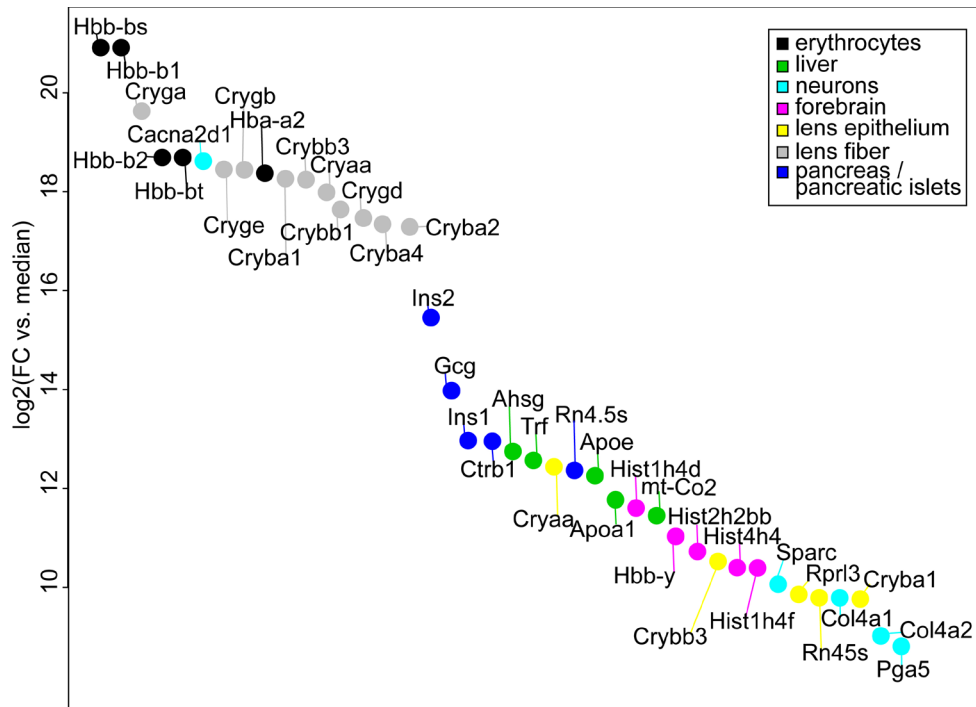 Hbb-bs
Hbb-b1
Cryga
Crygb
Hba-a2
Cacna2d1
Crybb3
Cryaa
Hbb-b2
Hbb-bt
Crygd
Cryge
Crybb1
Cryba2
Cryba1
Cryba4
Ins2
Gcg
Ahsg
Ins1
Trf
Rn4.5s
Apoe
Ctrb1
Hist1h4d
mt-Co2
Cryaa
Apoa1
Hist2h2bb
Hist4h4
Sparc
Hbb-y
Rprl3
Cryba1
Hist1h4f
Col4a1
Crybb3
Rn45s
Col4a2
Pga5
erythrocytes
liver
neurons
forebrain
lens epithelium
lens fiber
pancreas /
pancreatic islets
log2(FC vs. median)
20
18
16
14
12
10